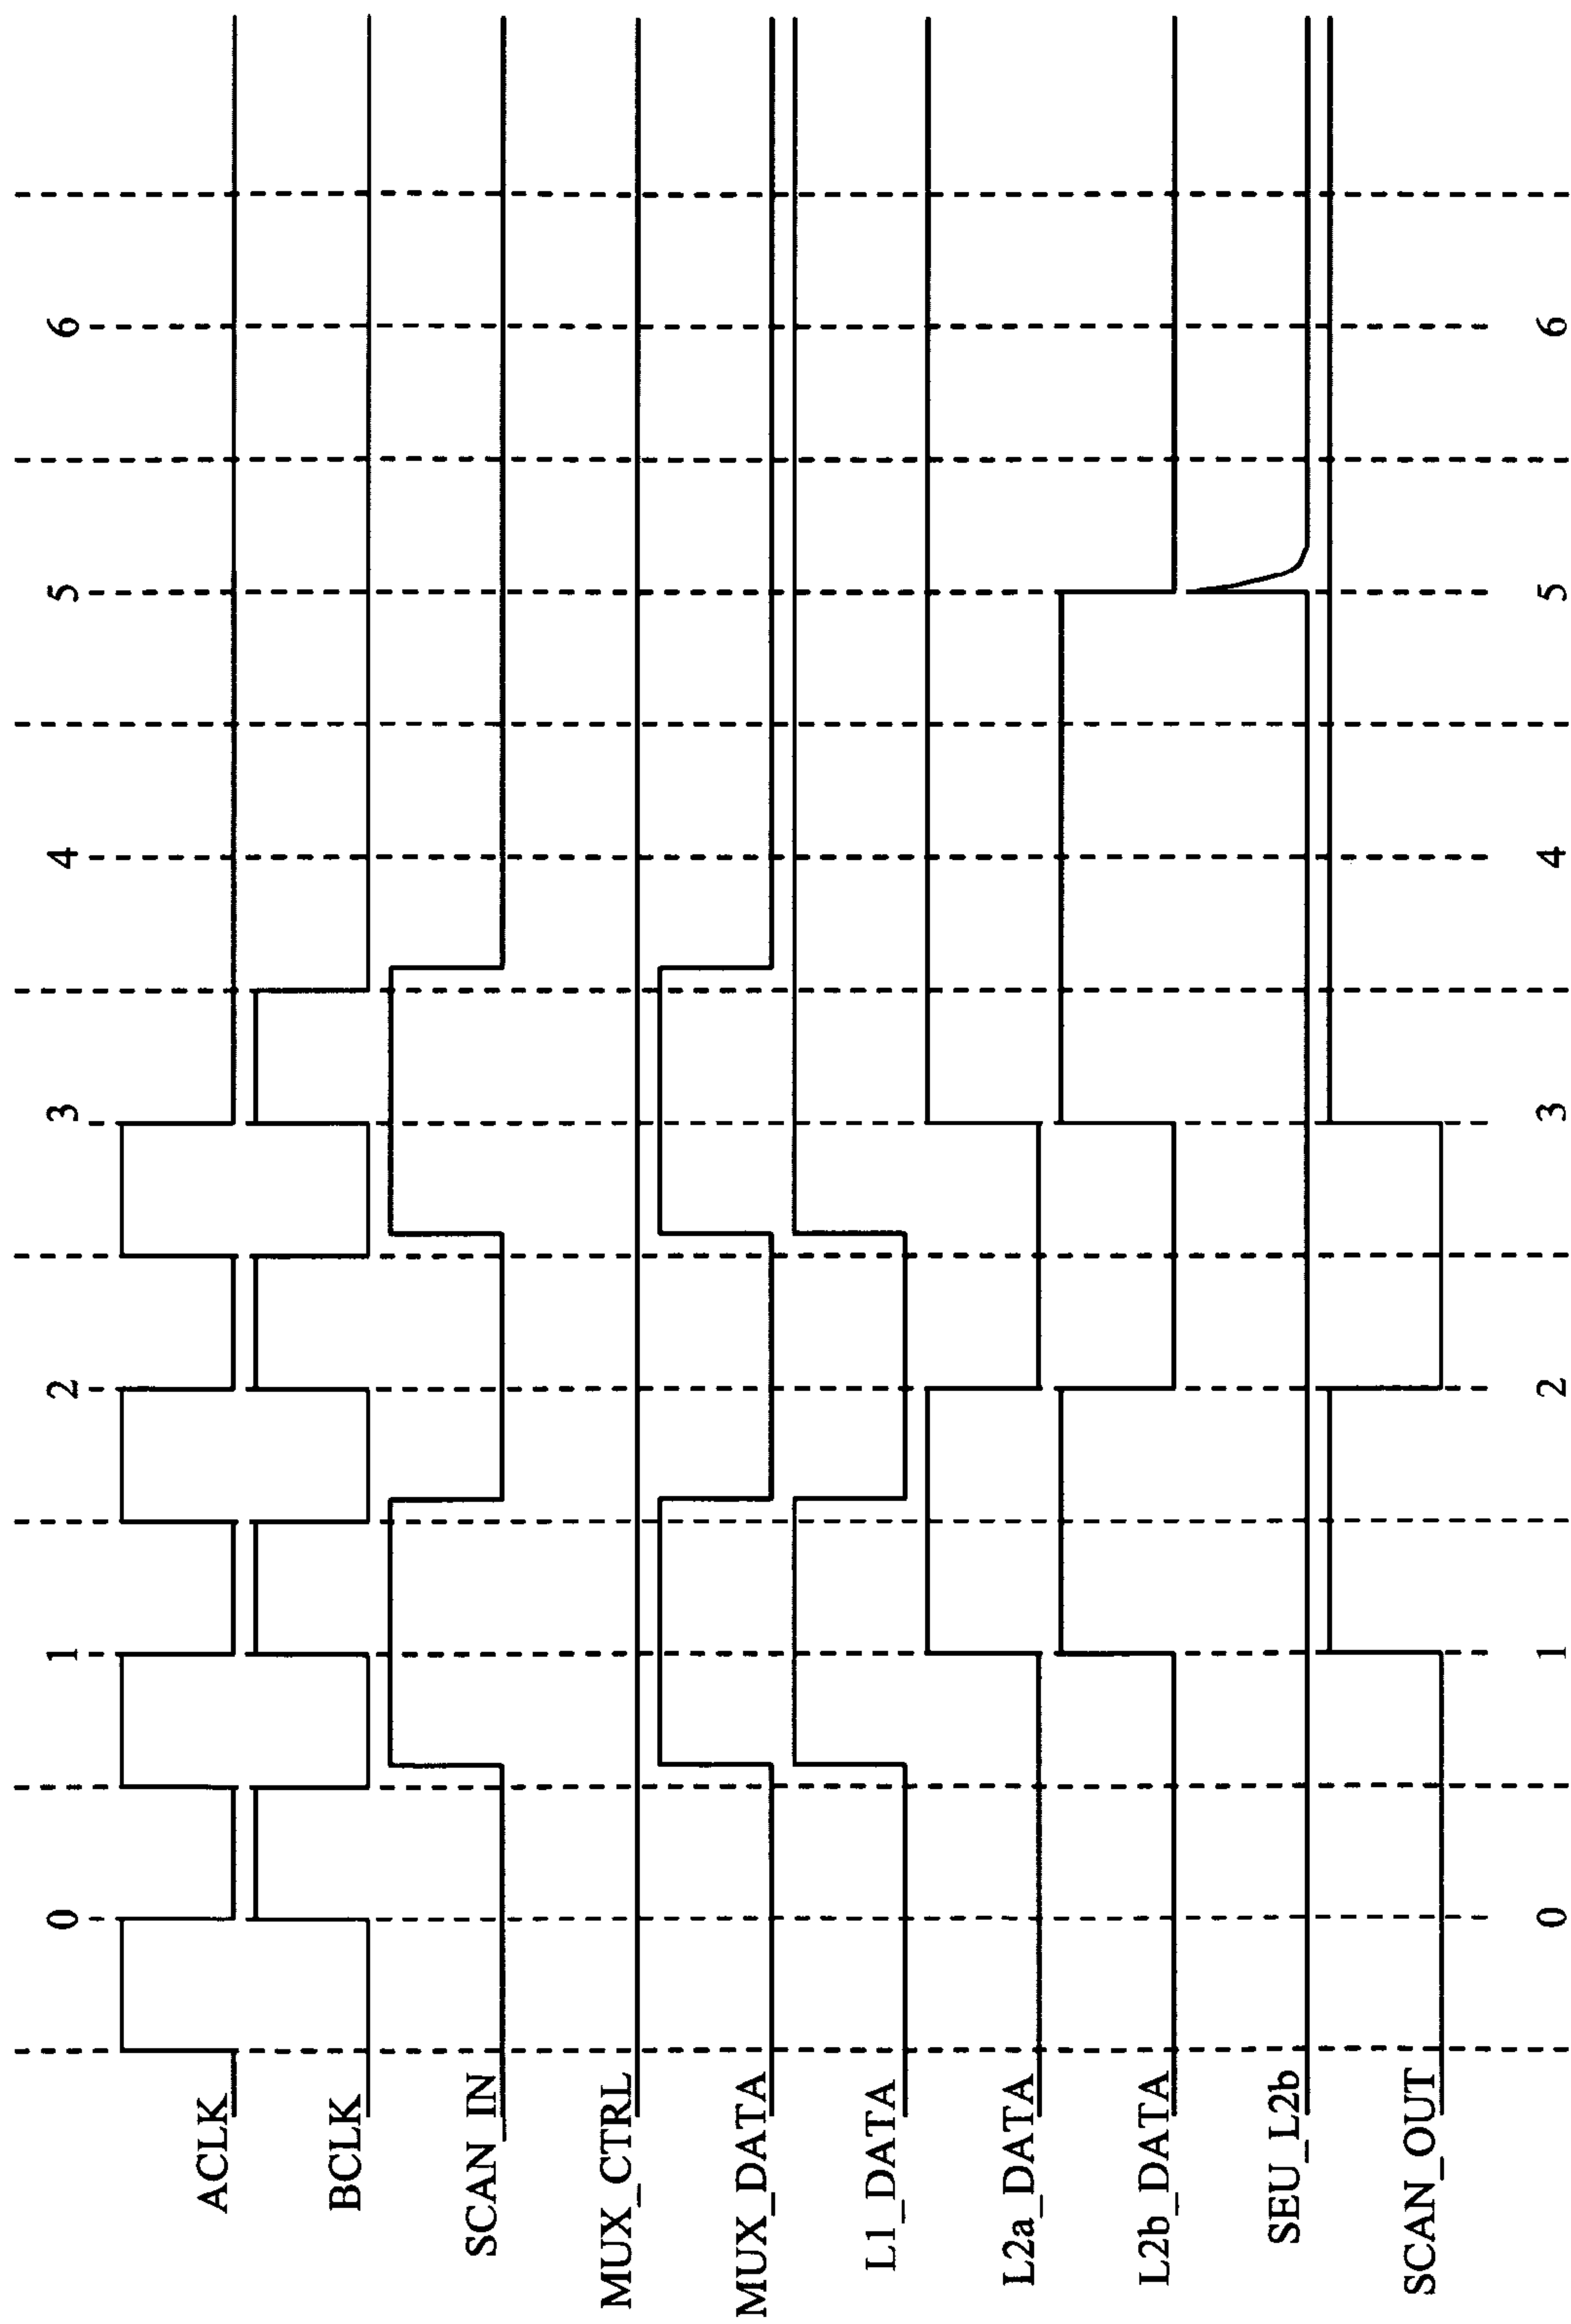 0 1 2 3 4 5 6
ACLK
BCLK
SCAN_IN
MUX_CTRL
MUX_DATA
L1_DATA
L2a_DATA
L2b_DATA
SEU_L2b
SCAN_OUT
0 1 2 3 4 5 6